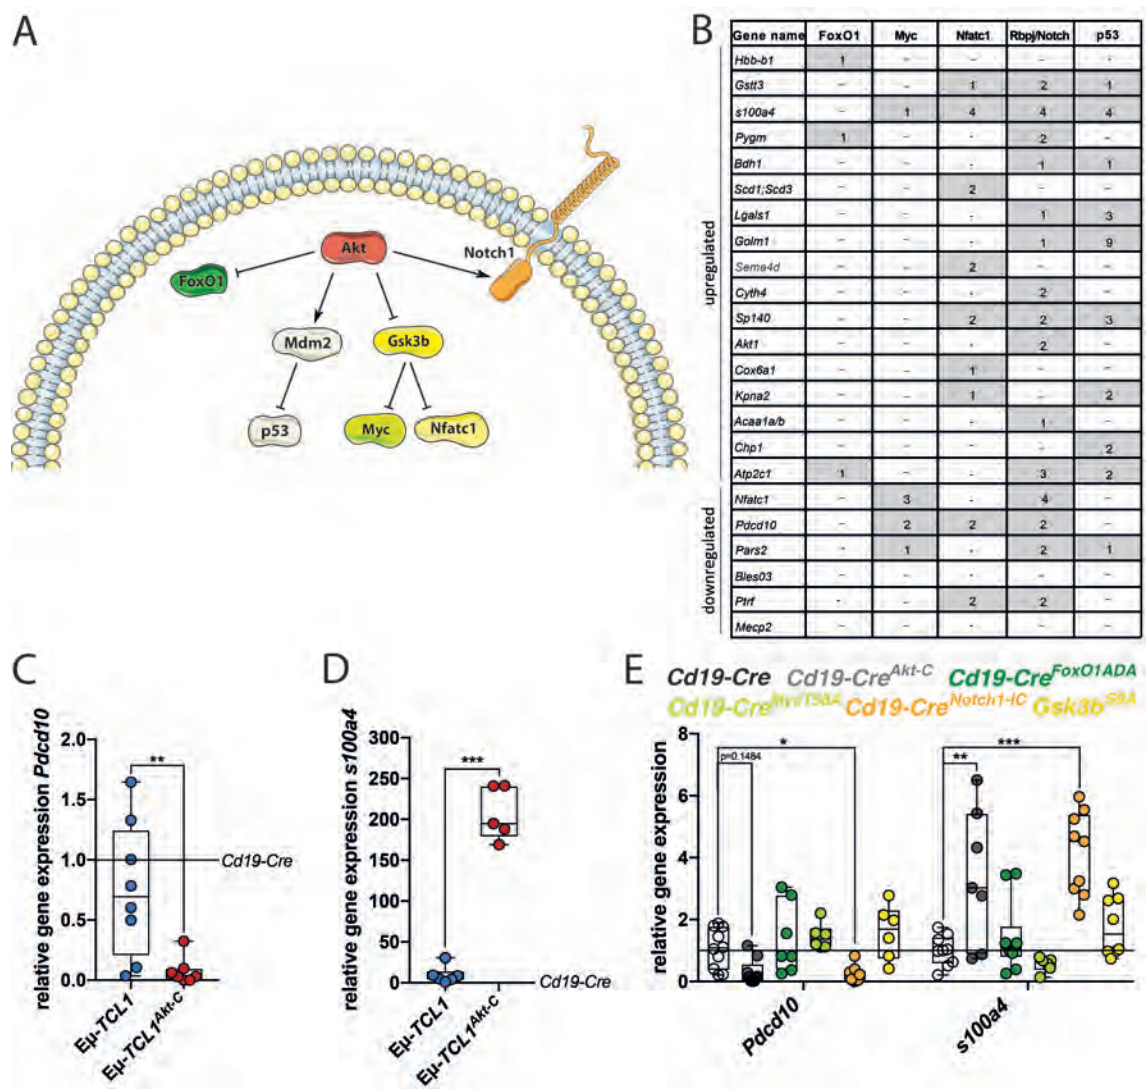 A
Akt
FoxO1
Notch1
Mdm2
Gsk3b
p53
Myc
Nfatc1
B
Gene name FoxO1 Myc Nfatc1 Rbpj/Notch p53
upregulated
Hbb-b1 1 - - - -
Gstt3 - - 1 2 1
s100a4 - 1 4 4 4
Pygm 1 - - 2 -
Bdh1 - - - 1 1
Scd1;Scd3 - - 2 - -
Lgals1 - - - 1 3
Golm1 - - - 1 9
Sema4d - - 2 - -
Cyth4 - - - 2 -
Sp140 - - 2 2 3
Akt1 - - - 2 -
Cox6a1 - - 1 - -
Kpna2 - - 1 - 2
Acaa1a/b - - - 1 -
Chp1 - - - - 2
Atp2c1 1 - - 3 2
downregulated
Nfatc1 - 3 - 4 -
Pdcd10 - 2 2 2 -
Pars2 - 1 - 2 1
Bles03 - - - - -
Ptrf - - 2 2 -
Mecp2 - - - - -
C
relative gene expression Pdcd10
2.0
1.5
1.0
0.5
0.0
**
Cd19-Cre
Eµ-TCL1
Eµ-TCL1Akt-C
D
relative gene expression s100a4
300
250
200
150
100
50
0
***
Cd19-Cre
Eµ-TCL1
Eµ-TCL1Akt-C
E
Cd19-Cre Cd19-CreAkt-C Cd19-CreFoxO1ADA
Cd19-CreMycT58A Cd19-CreNotch1-IC Gsk3bS9A
relative gene expression
8
6
4
2
0
*
p=0.1484
***
**
Pdcd10
s100a4